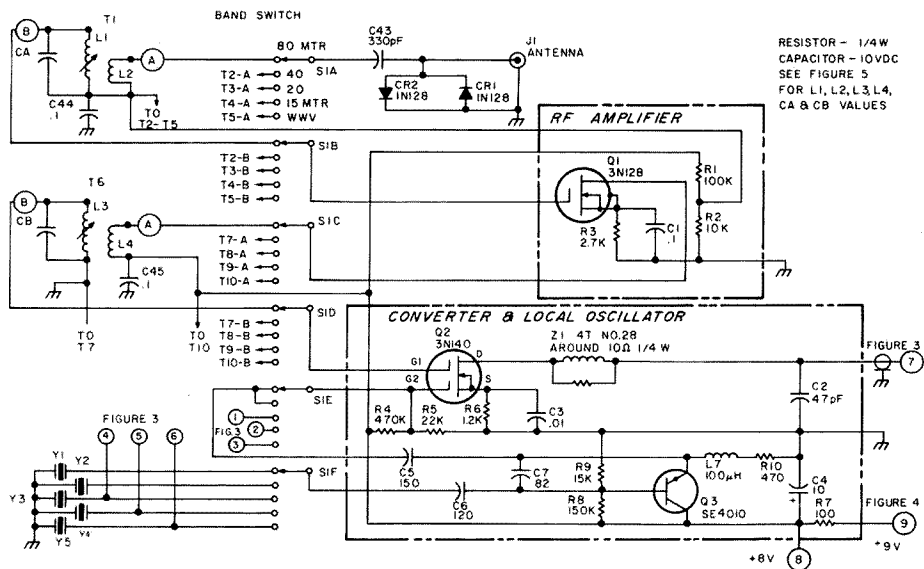 BAND SWITCH
B
T1
L1
CA
L2
A
C44
.1
TO
T2-T5
80 MTR
S1A
T2-A 40
T3-A 20
T4-A 15 MTR
T5-A WWV
C43
330pF
J1
ANTENNA
CR2
1N128
CR1
1N128
RESISTOR - 1/4 W
CAPACITOR - 10VDC
SEE FIGURE 5
FOR L1, L2, L3, L4,
CA & CB VALUES
RF AMPLIFIER
Q1
3N128
R1
100K
R2
10K
R3
2.7K
C1
.1
S1B
T2-B
T3-B
T4-B
T5-B
B
T6
L3
CB
L4
A
C45
.1
TO
T7
TO
T10
S1C
T7-A
T8-A
T9-A
T10-A
S1D
T7-B
T8-B
T9-B
T10-B
CONVERTER & LOCAL OSCILLATOR
Q2
3N140
G1
G2
D
S
Z1 4T NO.28
AROUND 10Ω 1/4 W
FIGURE 3
7
C2
47pF
S1E
1
FIG.3 2
3
R4
470K
R5
22K
R6
1.2K
C3
.01
FIGURE 3
4 5 6
S1F
Y1
Y2
Y3
Y4
Y5
C5
150
C6
120
C7
82
R9
15K
R8
150K
L7
100µH
R10
470
Q3
SE4010
C4
10
+
R7
100
FIGURE 4
9
+9V
+8V
8